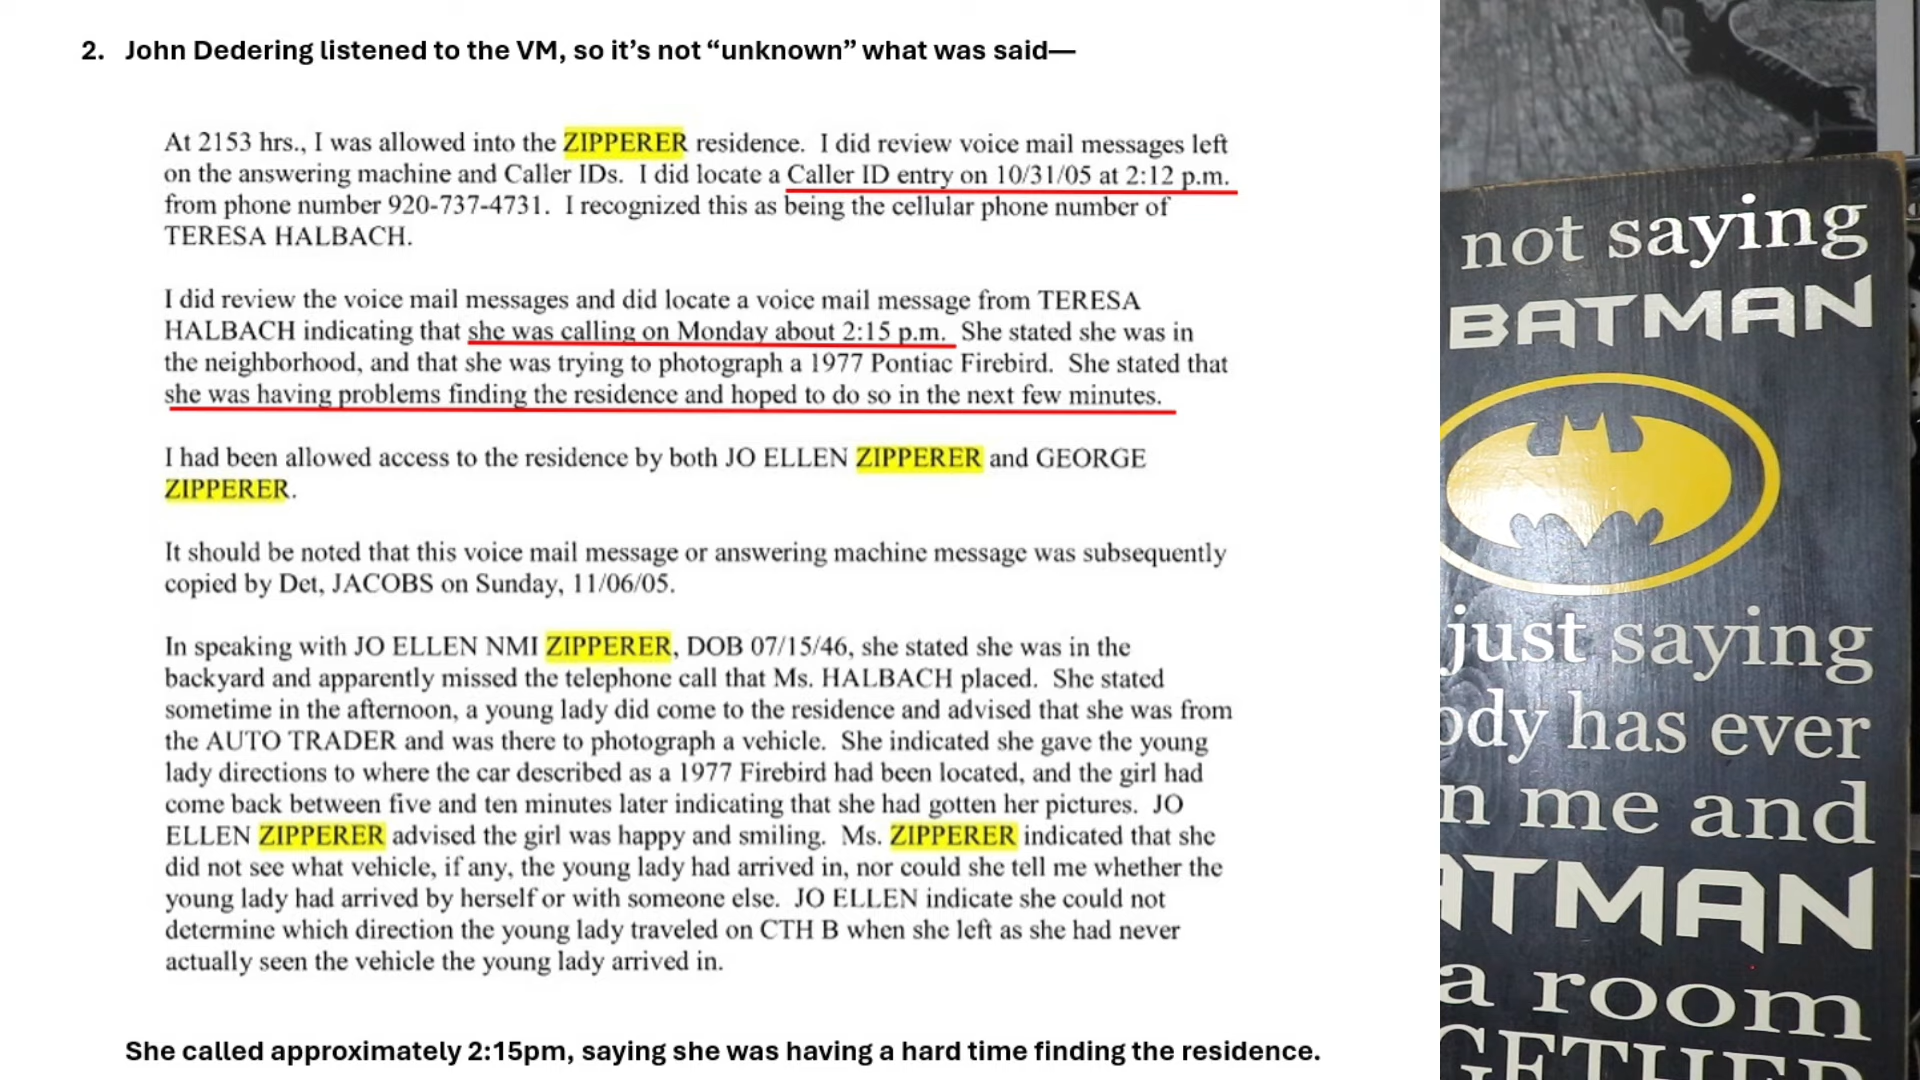 2. John Dedering listened to the VM, so it's not “unknown” what was said—
At 2153 hrs., I was allowed into the ZIPPERER residence. I did review voice mail messages left
on the answering machine and Caller IDs. I did locate a Caller ID entry on 10/31/05 at 2:12 p.m.
from phone number 920-737-4731. I recognized this as being the cellular phone number of
TERESA HALBACH.
I did review the voice mail messages and did locate a voice mail message from TERESA
HALBACH indicating that she was calling on Monday about 2:15 p.m. She stated she was in
the neighborhood, and that she was trying to photograph a 1977 Pontiac Firebird. She stated that
she was having problems finding the residence and hoped to do so in the next few minutes.
I had been allowed access to the residence by both JO ELLEN ZIPPERER and GEORGE
ZIPPERER.
It should be noted that this voice mail message or answering machine message was subsequently
copied by Det, JACOBS on Sunday, 11/06/05.
In speaking with JO ELLEN NMI ZIPPERER, DOB 07/15/46, she stated she was in the
backyard and apparently missed the telephone call that Ms. HALBACH placed. She stated
sometime in the afternoon, a young lady did come to the residence and advised that she was from
the AUTO TRADER and was there to photograph a vehicle. She indicated she gave the young
lady directions to where the car described as a 1977 Firebird had been located, and the girl had
come back between five and ten minutes later indicating that she had gotten her pictures. JO
ELLEN ZIPPERER advised the girl was happy and smiling. Ms. ZIPPERER indicated that she
did not see what vehicle, if any, the young lady had arrived in, nor could she tell me whether the
young lady had arrived by herself or with someone else. JO ELLEN indicate she could not
determine which direction the young lady traveled on CTH B when she left as she had never
actually seen the vehicle the young lady arrived in.
She called approximately 2:15pm, saying she was having a hard time finding the residence.
not saying
BATMAN
just saying
ody has ever
n me and
ATMAN
a room
GETHER